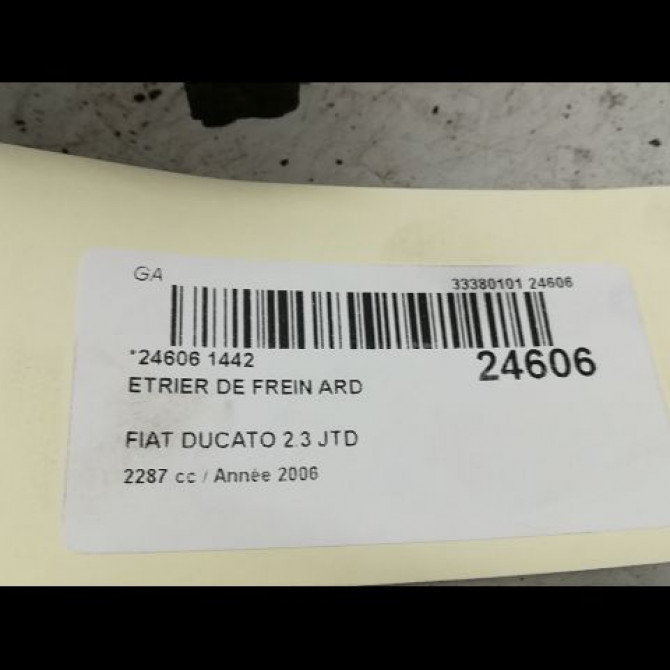 GA
33380101 24606
*24606 1442
24606
ETRIER DE FREIN ARD
FIAT DUCATO 2.3 JTD
2287 cc / Année 2006